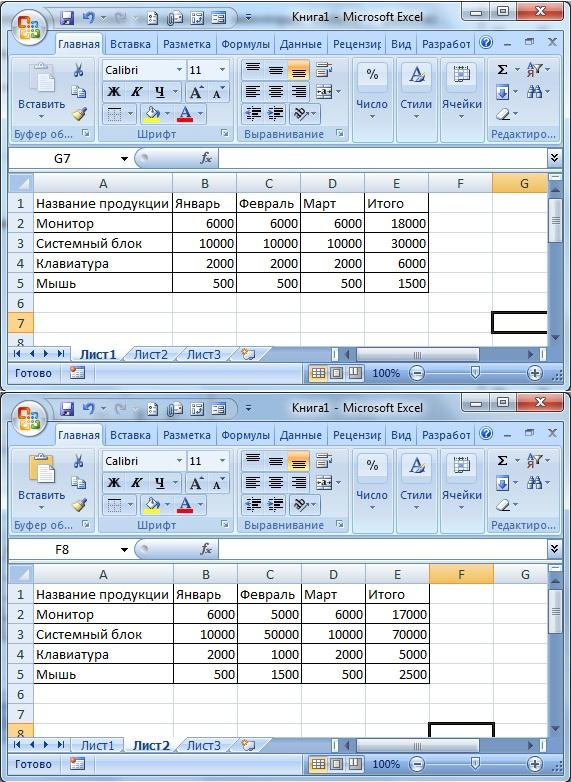 Книга1 - Microsoft Excel
Главная Вставка Разметка Формулы Данные Рецензир Вид Разработ
Calibri 11 % Σ
Вставить Ж К Ч А А Число Стили Ячейки
Буфер об... Шрифт Выравнивание Редактиро...
G7 fx
A B C D E F G
1 Название продукции Январь Февраль Март Итого
2 Монитор 6000 6000 6000 18000
3 Системный блок 10000 10000 10000 30000
4 Клавиатура 2000 2000 2000 6000
5 Мышь 500 500 500 1500
6
7
8
Лист1 Лист2 Лист3
Готово 100%
Книга1 - Microsoft Excel
Главная Вставка Разметка Формулы Данные Рецензир Вид Разработ
Calibri 11 % Σ
Вставить Ж К Ч А А Число Стили Ячейки
Буфер об... Шрифт Выравнивание Редактиро...
F8 fx
A B C D E F G
1 Название продукции Январь Февраль Март Итого
2 Монитор 6000 5000 6000 17000
3 Системный блок 10000 50000 10000 70000
4 Клавиатура 2000 1000 2000 5000
5 Мышь 500 1500 500 2500
6
7
8
Лист1 Лист2 Лист3
Готово 100%